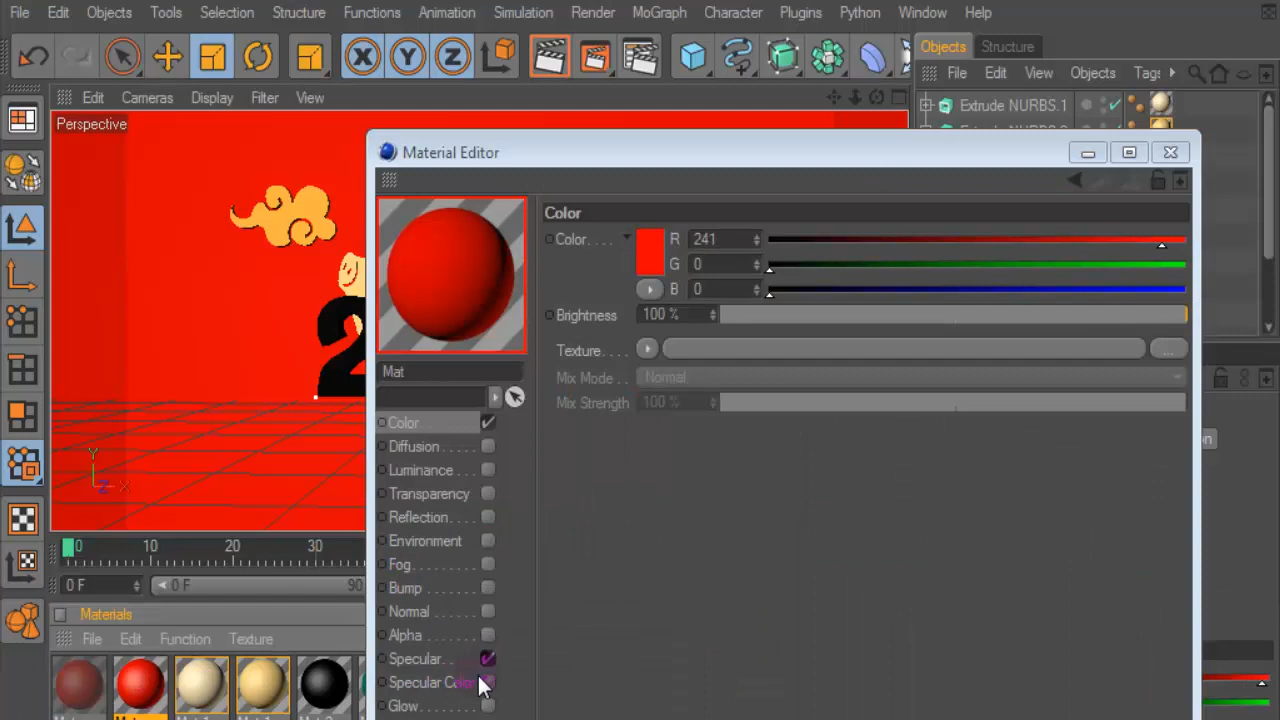 File Edit Objects Tools Selection Structure Functions Animation Simulation Render MoGraph Character Plugins Python Window Help
Objects Structure
File Edit View Objects Tags
Edit Cameras Display Filter View
Perspective
Extrude NURBS.1
Material Editor
Color
Color. . . . R 241
G 0
B 0
Brightness 100 %
Texture. . . . . ...
Mix Mode . . Normal
Mix Strength 100 %
Mat
Color
Diffusion
Luminance
Transparency
Reflection
Environment
Fog
Bump
Normal
Alpha
Specular
Specular Color
Glow
0 10 20 30
0 F 0 F 90
Materials
File Edit Function Texture